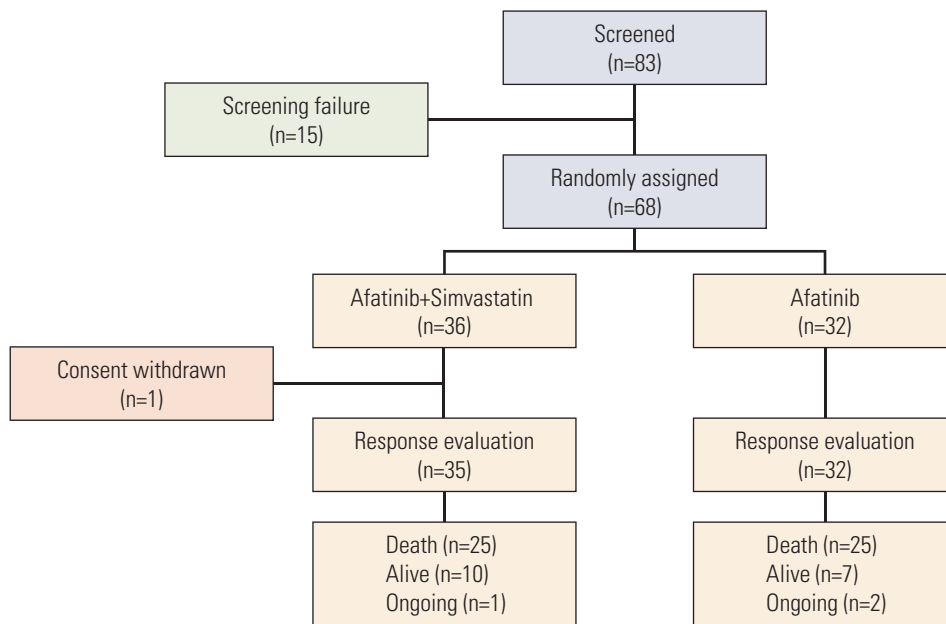 Screened
(n=83)
Screening failure
(n=15)
Randomly assigned
(n=68)
Afatinib+Simvastatin
(n=36)
Afatinib
(n=32)
Consent withdrawn
(n=1)
Response evaluation
(n=35)
Response evaluation
(n=32)
Death (n=25)
Alive (n=10)
Ongoing (n=1)
Death (n=25)
Alive (n=7)
Ongoing (n=2)